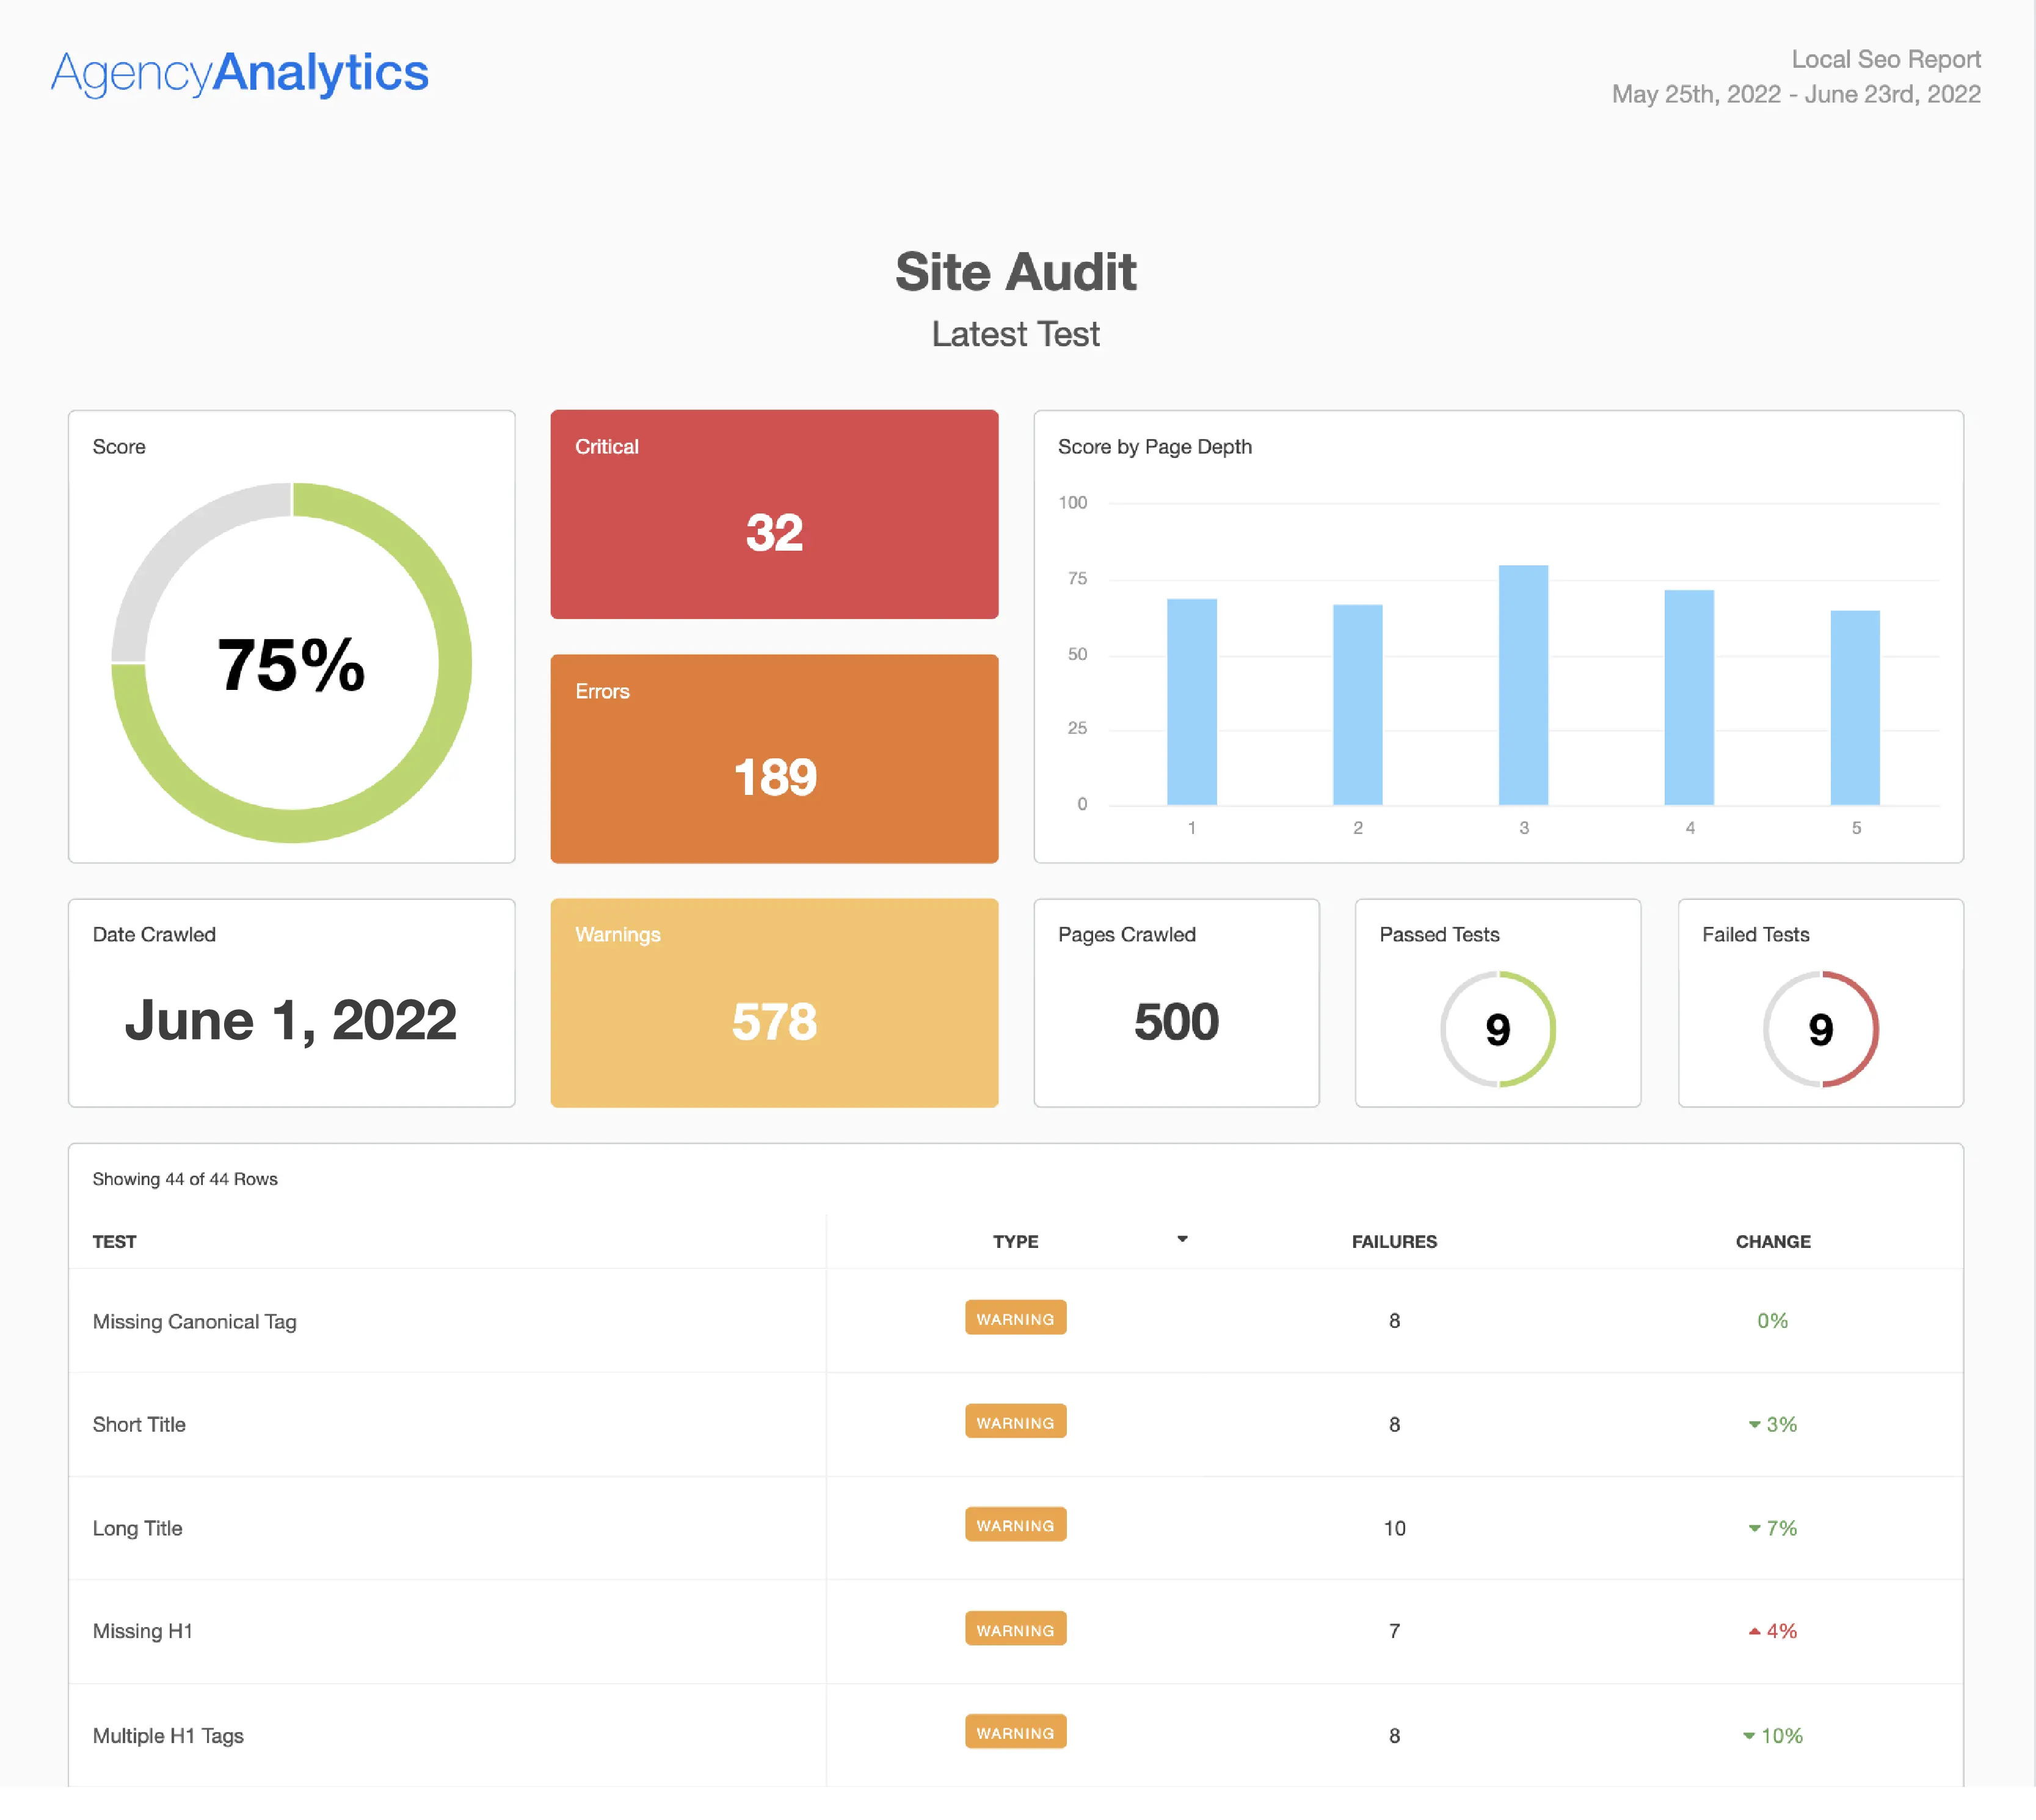 AgencyAnalytics
Local Seo Report
May 25th, 2022 - June 23rd, 2022
Site Audit
Latest Test
Score
75%
Critical
32
Errors
189
Score by Page Depth
100
75
50
25
0
1 2 3 4 5
Date Crawled
June 1, 2022
Warnings
578
Pages Crawled
500
Passed Tests
9
Failed Tests
9
Showing 44 of 44 Rows
TEST TYPE FAILURES CHANGE
Missing Canonical Tag WARNING 8 0%
Short Title WARNING 8 3%
Long Title WARNING 10 7%
Missing H1 WARNING 7 4%
Multiple H1 Tags WARNING 8 10%